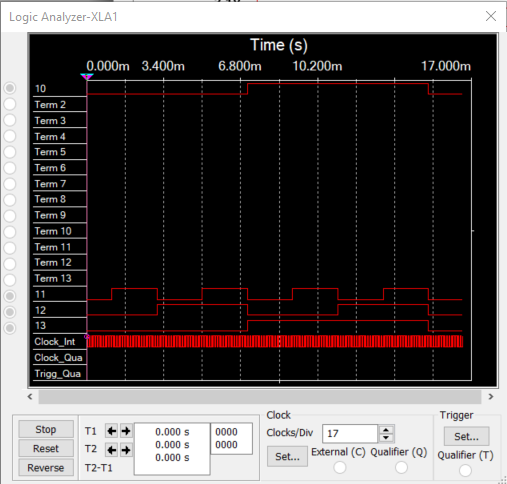 Logic Analyzer-XLA1
Time (s)
0.000m 3.400m 6.800m 10.200m 17.000m
10
Term 2
Term 3
Term 4
Term 5
Term 6
Term 7
Term 8
Term 9
Term 10
Term 11
Term 12
Term 13
11
12
13
Clock_Int
Clock_Qua
Trigg_Qua
Stop
Reset
Reverse
T1
T2
T2-T1
0.000 s 0000
0.000 s 0000
0.000 s
Clock
Clocks/Div 17
Set... External (C) Qualifier (Q)
Trigger
Set...
Qualifier (T)